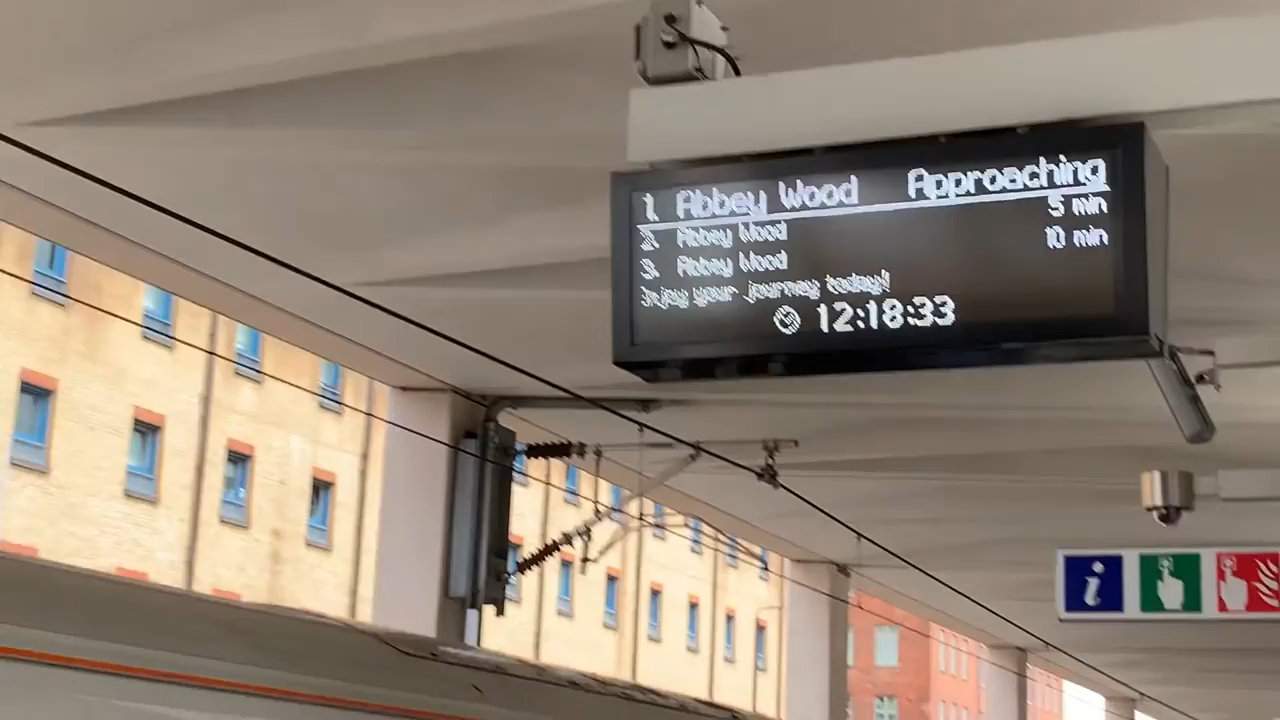 1. Abbey Wood Approaching
2. Abbey Wood 5 min
3. Abbey Wood 10 min
Enjoy your journey today!
12:18:33
i